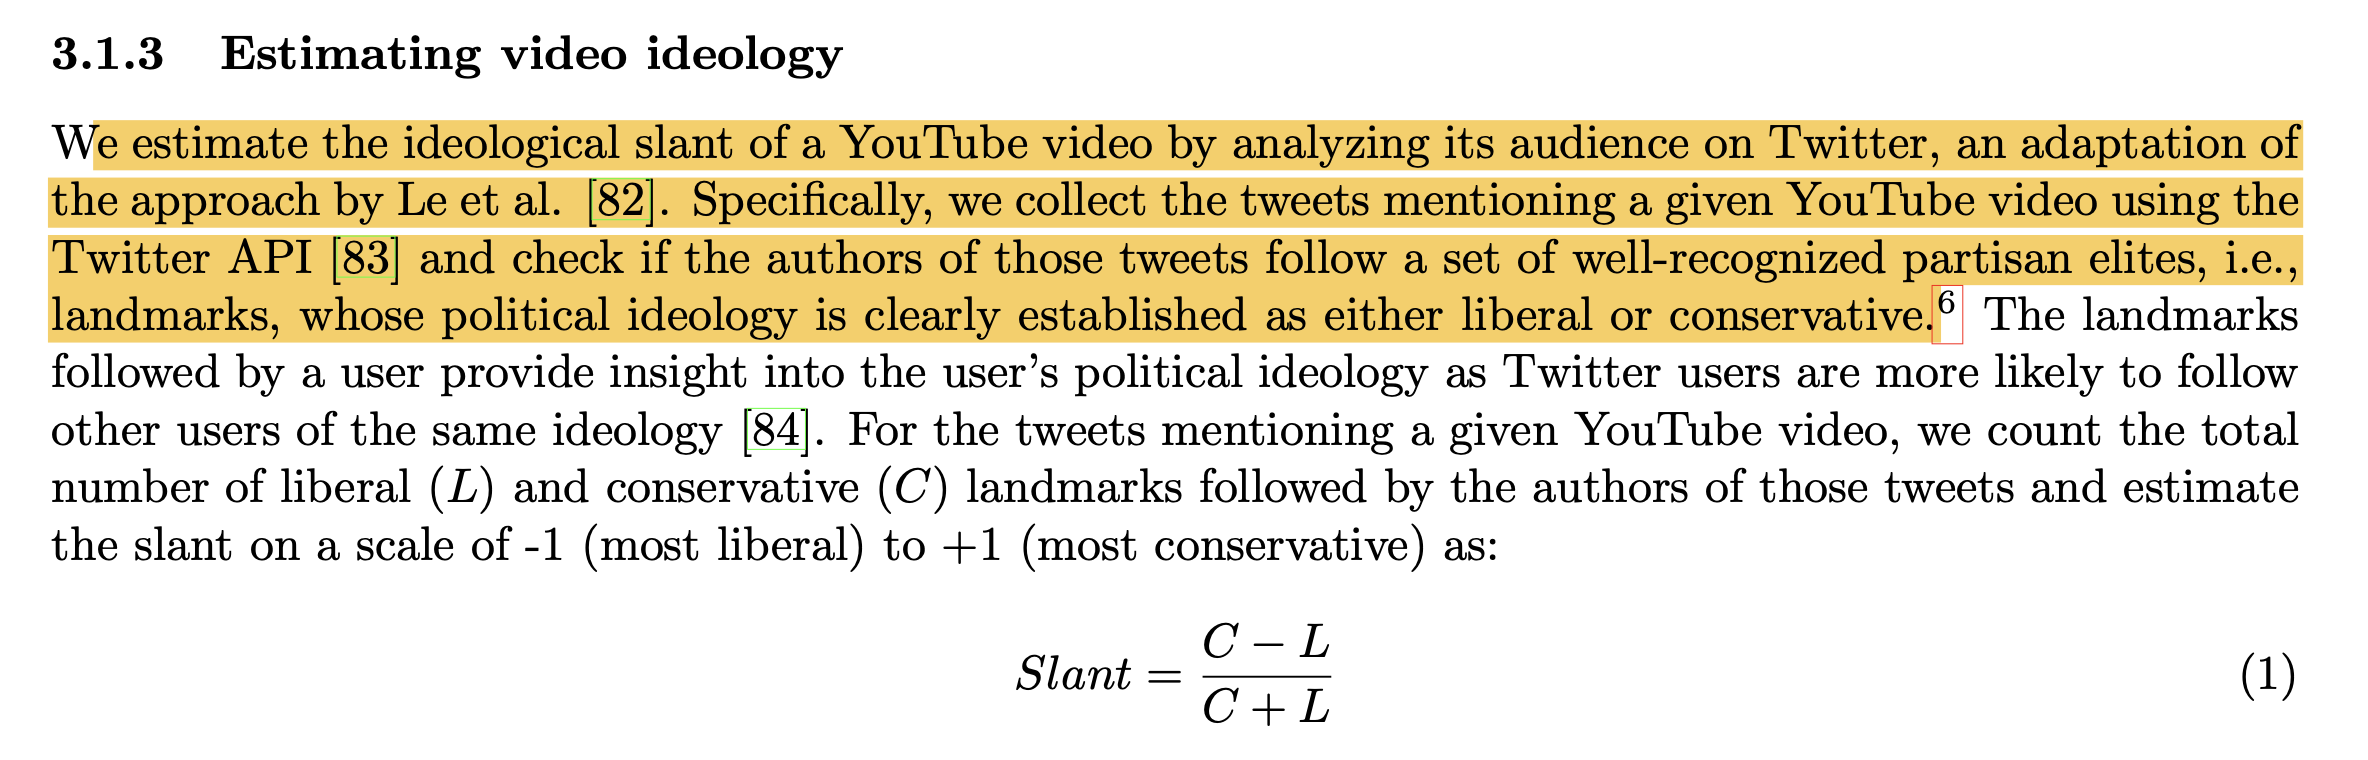 3.1.3 Estimating video ideology
We estimate the ideological slant of a YouTube video by analyzing its audience on Twitter, an adaptation of
the approach by Le et al. [82]. Specifically, we collect the tweets mentioning a given YouTube video using the
Twitter API [83] and check if the authors of those tweets follow a set of well-recognized partisan elites, i.e.,
landmarks, whose political ideology is clearly established as either liberal or conservative.⁶ The landmarks
followed by a user provide insight into the user’s political ideology as Twitter users are more likely to follow
other users of the same ideology [84]. For the tweets mentioning a given YouTube video, we count the total
number of liberal (L) and conservative (C) landmarks followed by the authors of those tweets and estimate
the slant on a scale of -1 (most liberal) to +1 (most conservative) as:
C − L
Slant =
(1)
C + L